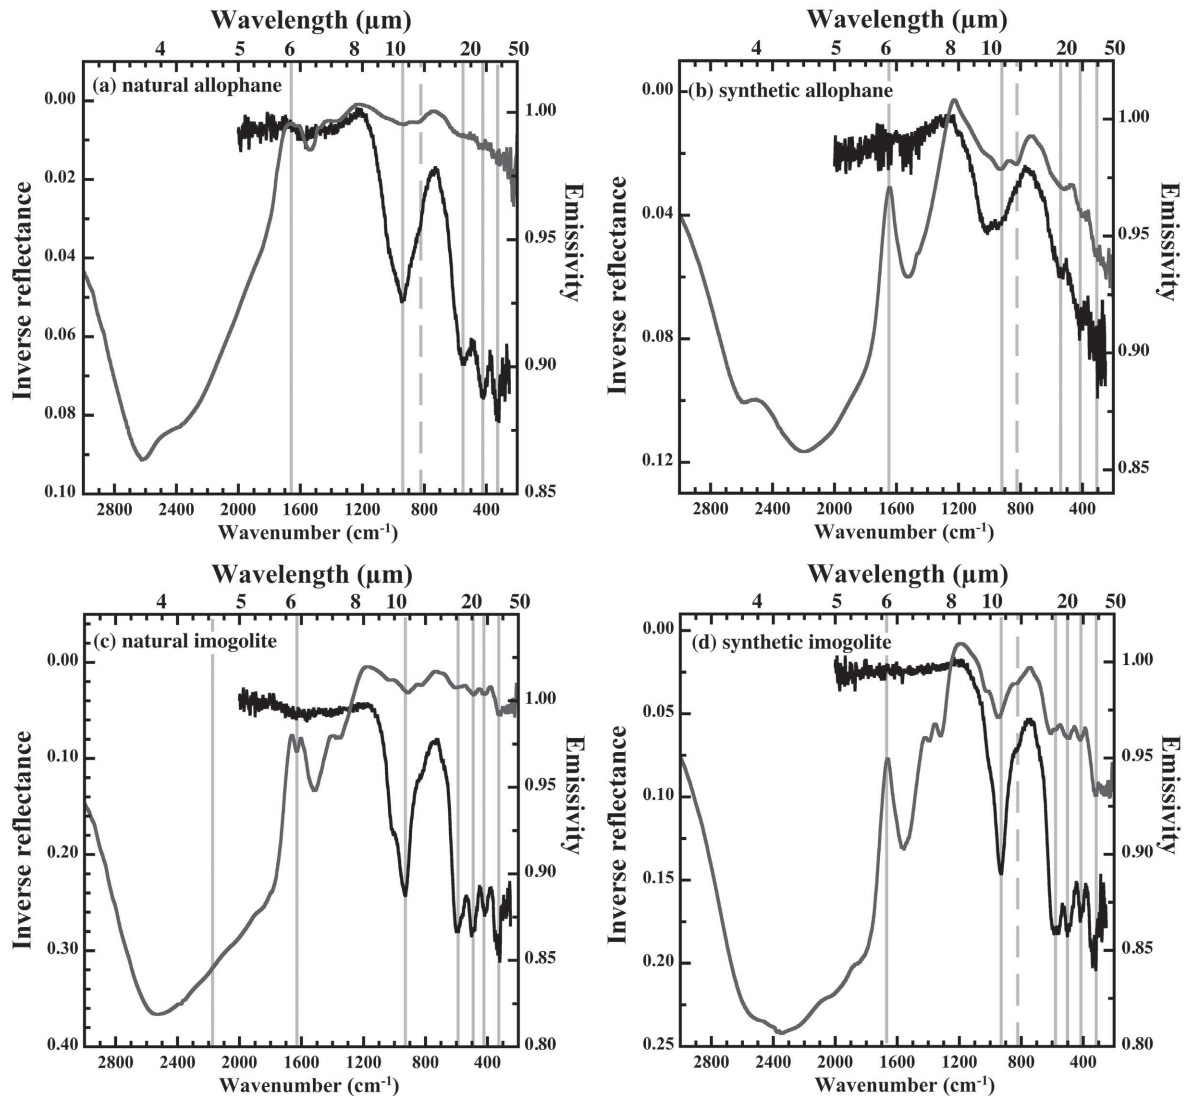 Wavelength (µm)
4 5 6 8 10 20 50
(a) natural allophane
Inverse reflectance
0.00
0.02
0.04
0.06
0.08
0.10
Emissivity
1.00
0.95
0.90
0.85
2800 2400 2000 1600 1200 800 400
Wavenumber (cm-1)
Wavelength (µm)
4 5 6 8 10 20 50
(b) synthetic allophane
Inverse reflectance
0.00
0.04
0.08
0.12
Emissivity
1.00
0.95
0.90
0.85
2800 2400 2000 1600 1200 800 400
Wavenumber (cm-1)
Wavelength (µm)
4 5 6 8 10 20 50
(c) natural imogolite
Inverse reflectance
0.00
0.10
0.20
0.30
0.40
Emissivity
1.00
0.95
0.90
0.85
0.80
2800 2400 2000 1600 1200 800 400
Wavenumber (cm-1)
Wavelength (µm)
4 5 6 8 10 20 50
(d) synthetic imogolite
Inverse reflectance
0.00
0.05
0.10
0.15
0.20
0.25
Emissivity
1.00
0.95
0.90
0.85
0.80
2800 2400 2000 1600 1200 800 400
Wavenumber (cm-1)